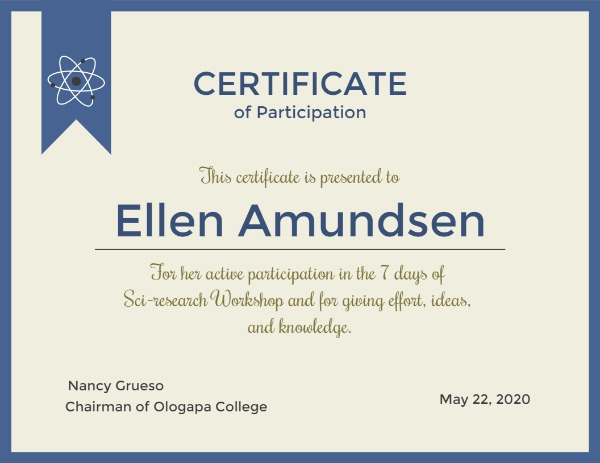 CERTIFICATE
of Participation
This certificate is presented to
Ellen Amundsen
For her active participation in the 7 days of
Sci-research Workshop and for giving effort, ideas,
and knowledge.
Nancy Grueso
Chairman of Ologapa College
May 22, 2020